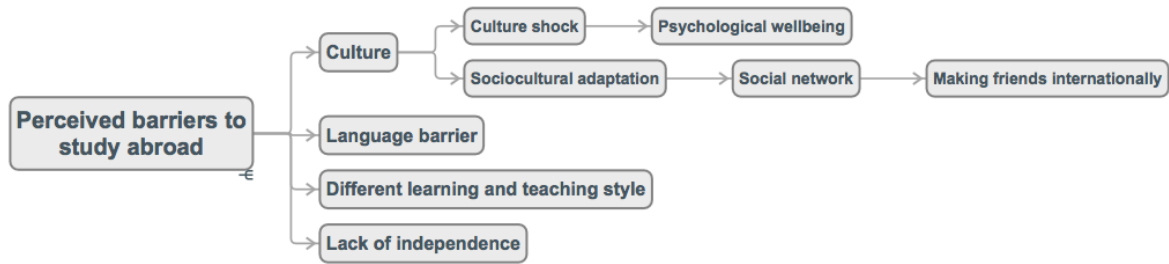 Culture shock
Psychological wellbeing
Culture
Sociocultural adaptation
Social network
Making friends internationally
Perceived barriers to
study abroad
Language barrier
Different learning and teaching style
Lack of independence